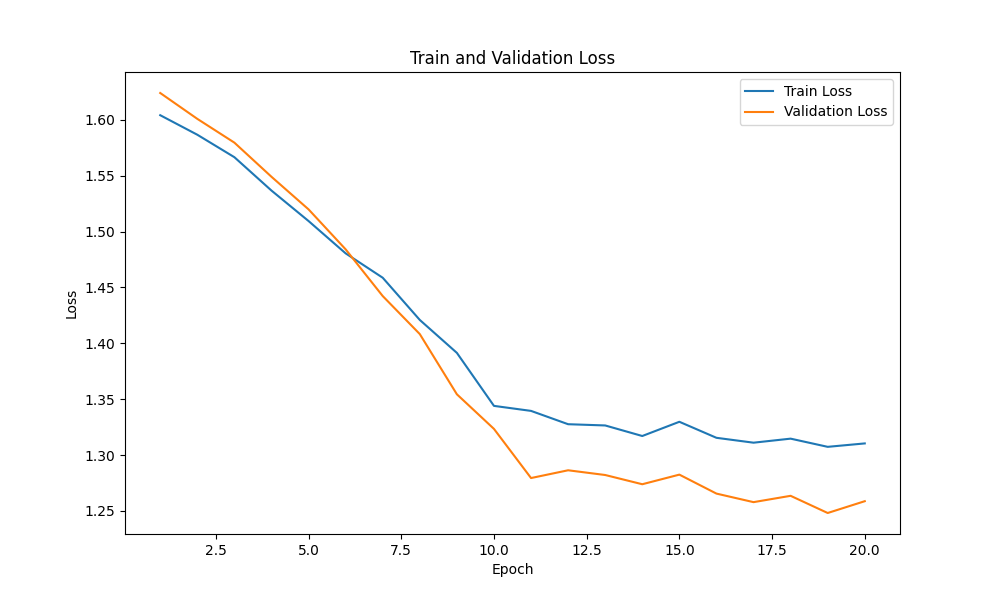 Train and Validation Loss
Train Loss
Validation Loss
1.60
1.55
1.50
1.45
1.40
1.35
1.30
1.25
Loss
2.5 5.0 7.5 10.0 12.5 15.0 17.5 20.0
Epoch